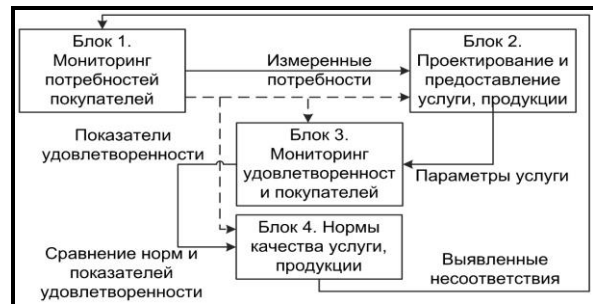 Блок 1.
Мониторинг
потребностей
покупателей
Измеренные
потребности
Блок 2.
Проектирование и
предоставление
услуги, продукции
Показатели
удовлетворенности
Блок 3.
Мониторинг
удовлетворенност
и покупателей
Параметры услуги
Блок 4. Нормы
качества услуги,
продукции
Сравнение норм и
показателей
удовлетворенности
Выявленные
несоответствия